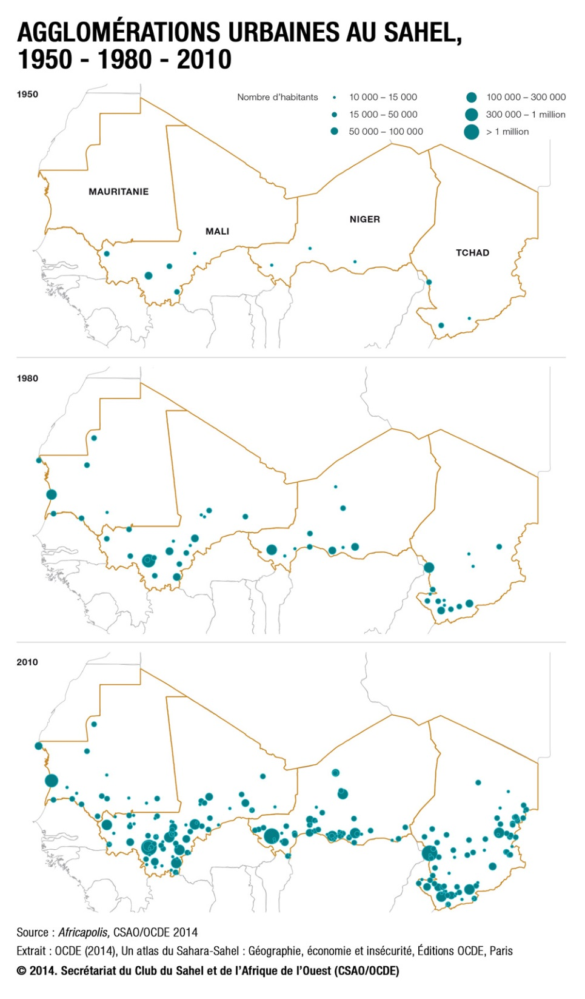 AGGLOMÉRATIONS URBAINES AU SAHEL,
1950 - 1980 - 2010
1950
Nombre d’habitants
10 000 – 15 000
15 000 – 50 000
50 000 – 100 000
100 000 – 300 000
300 000 – 1 million
> 1 million
MAURITANIE
MALI
NIGER
TCHAD
1980
2010
Source : Africapolis, CSAO/OCDE 2014
Extrait : OCDE (2014), Un atlas du Sahara-Sahel : Géographie, économie et insécurité, Éditions OCDE, Paris
© 2014. Secrétariat du Club du Sahel et de l’Afrique de l’Ouest (CSAO/OCDE)